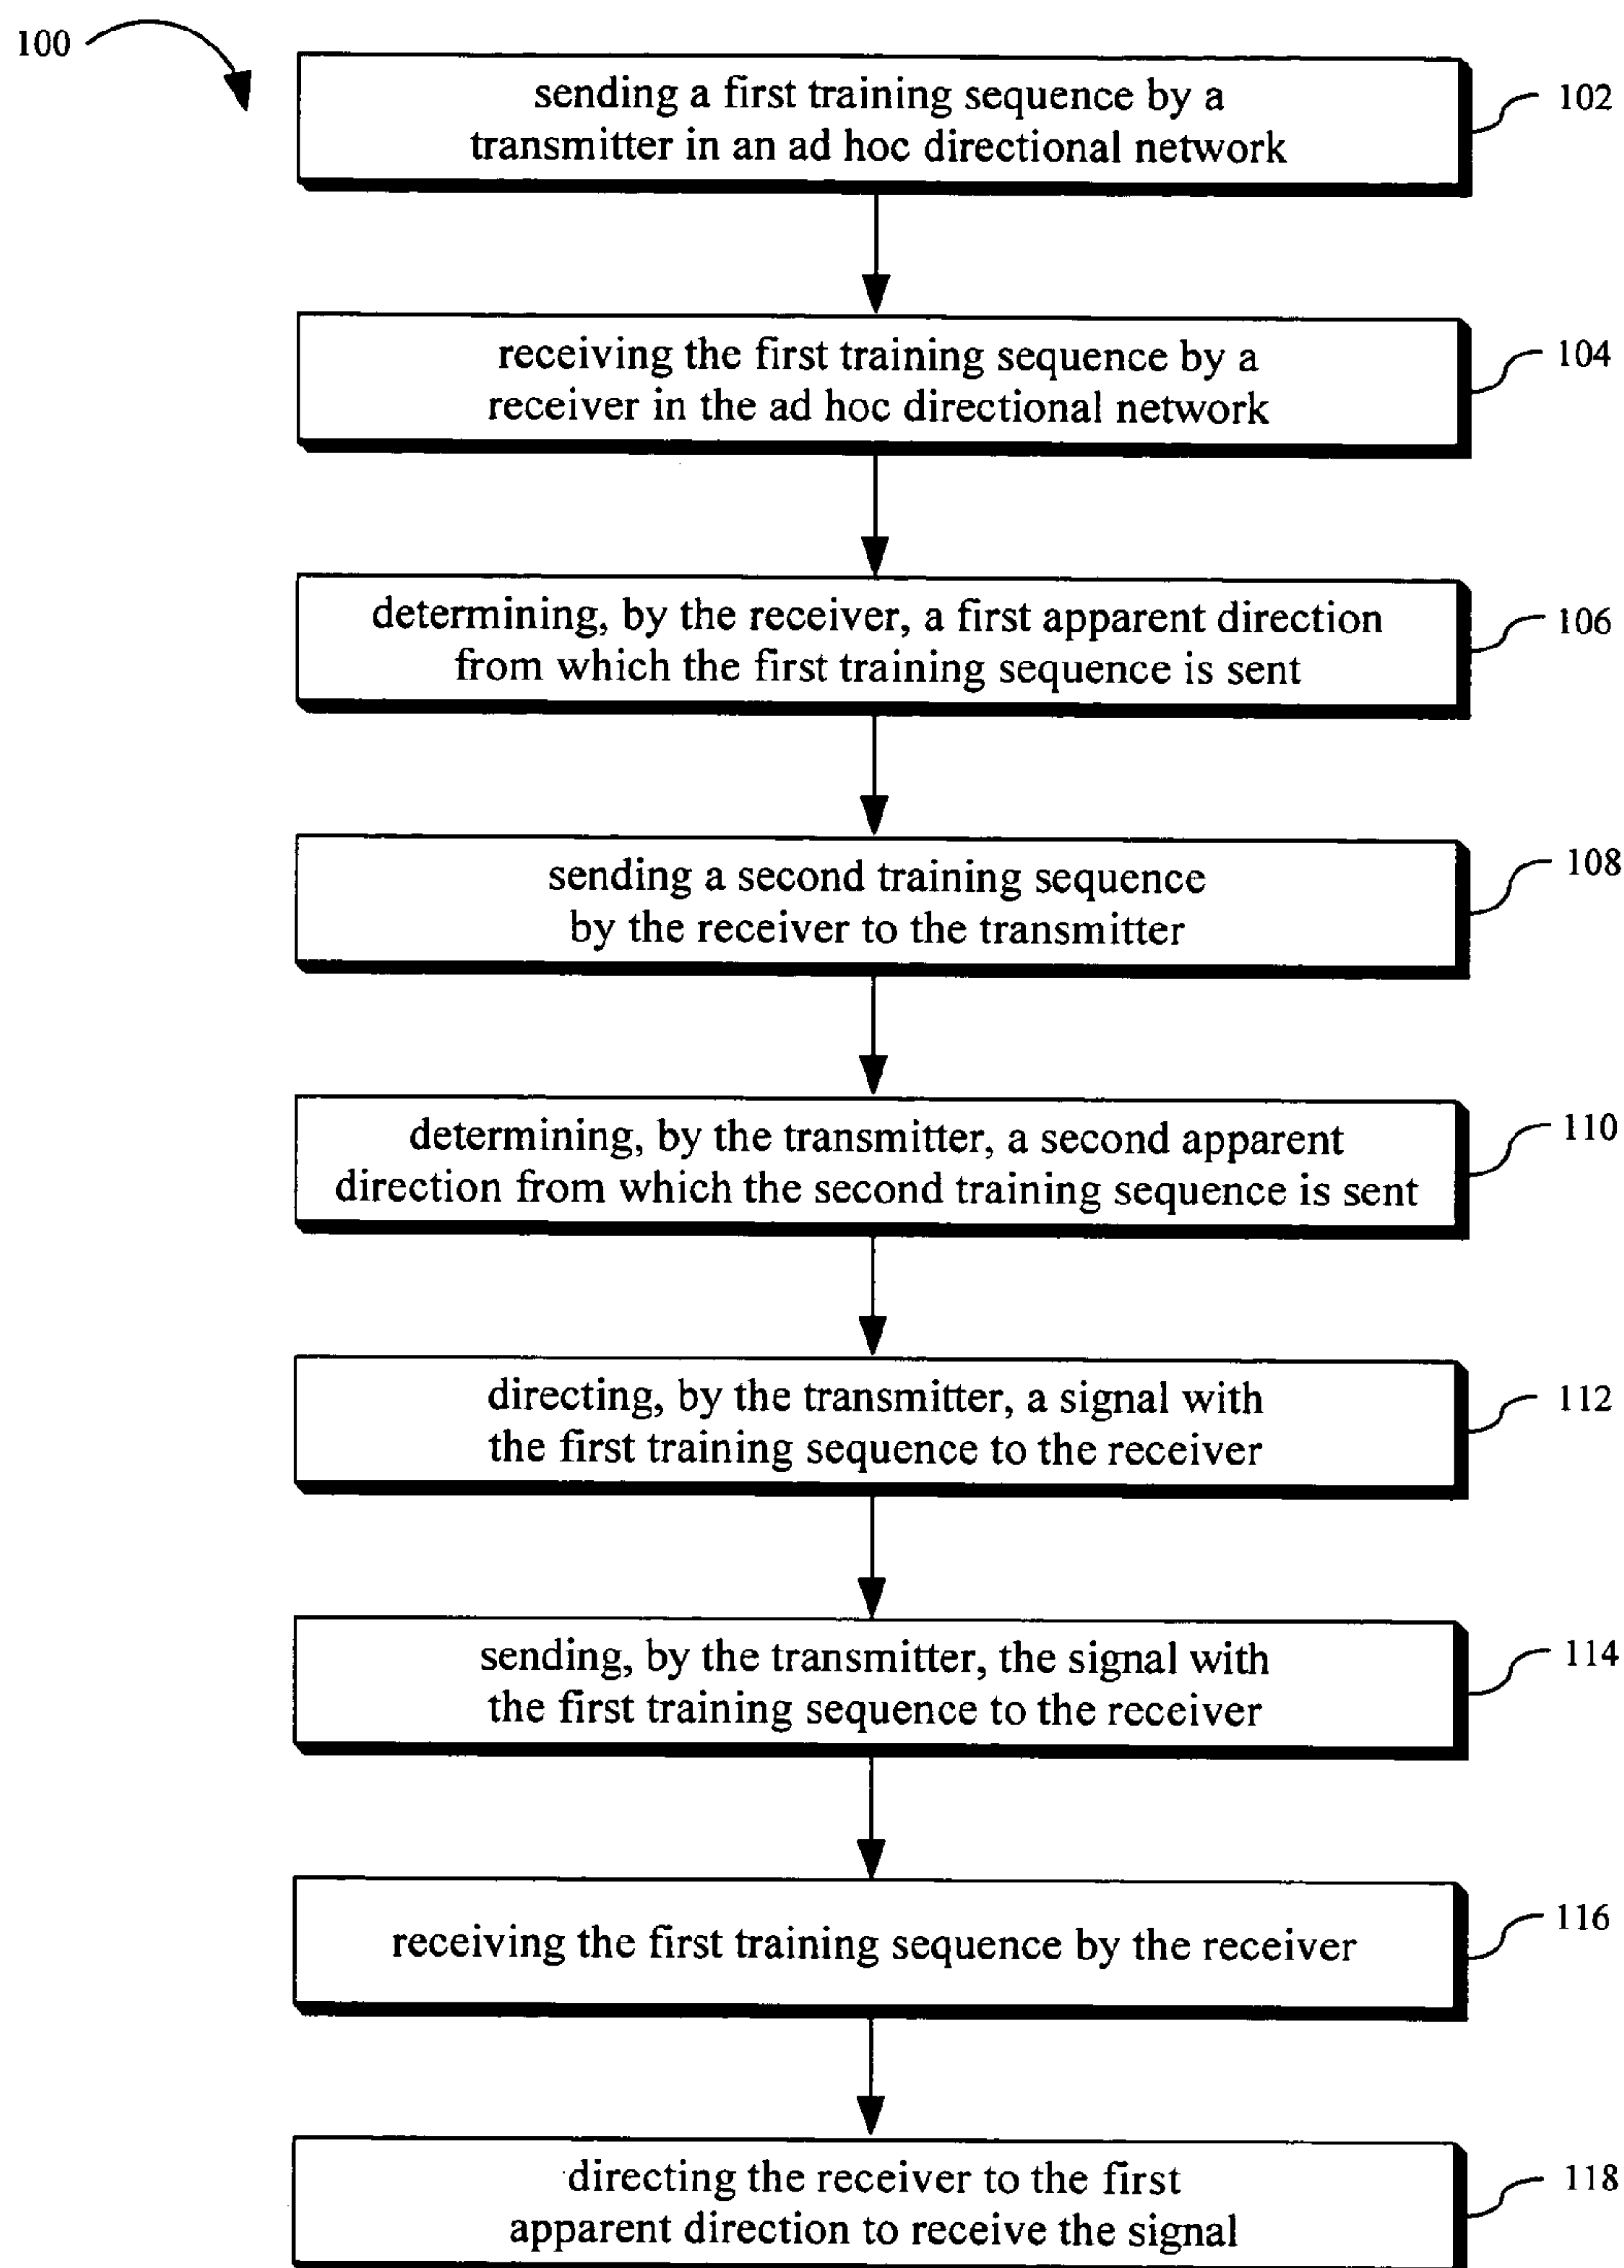 100
sending a first training sequence by a
transmitter in an ad hoc directional network
102
receiving the first training sequence by a
receiver in the ad hoc directional network
104
determining, by the receiver, a first apparent direction
from which the first training sequence is sent
106
sending a second training sequence
by the receiver to the transmitter
108
determining, by the transmitter, a second apparent
direction from which the second training sequence is sent
110
directing, by the transmitter, a signal with
the first training sequence to the receiver
112
sending, by the transmitter, the signal with
the first training sequence to the receiver
114
receiving the first training sequence by the receiver
116
directing the receiver to the first
apparent direction to receive the signal
118